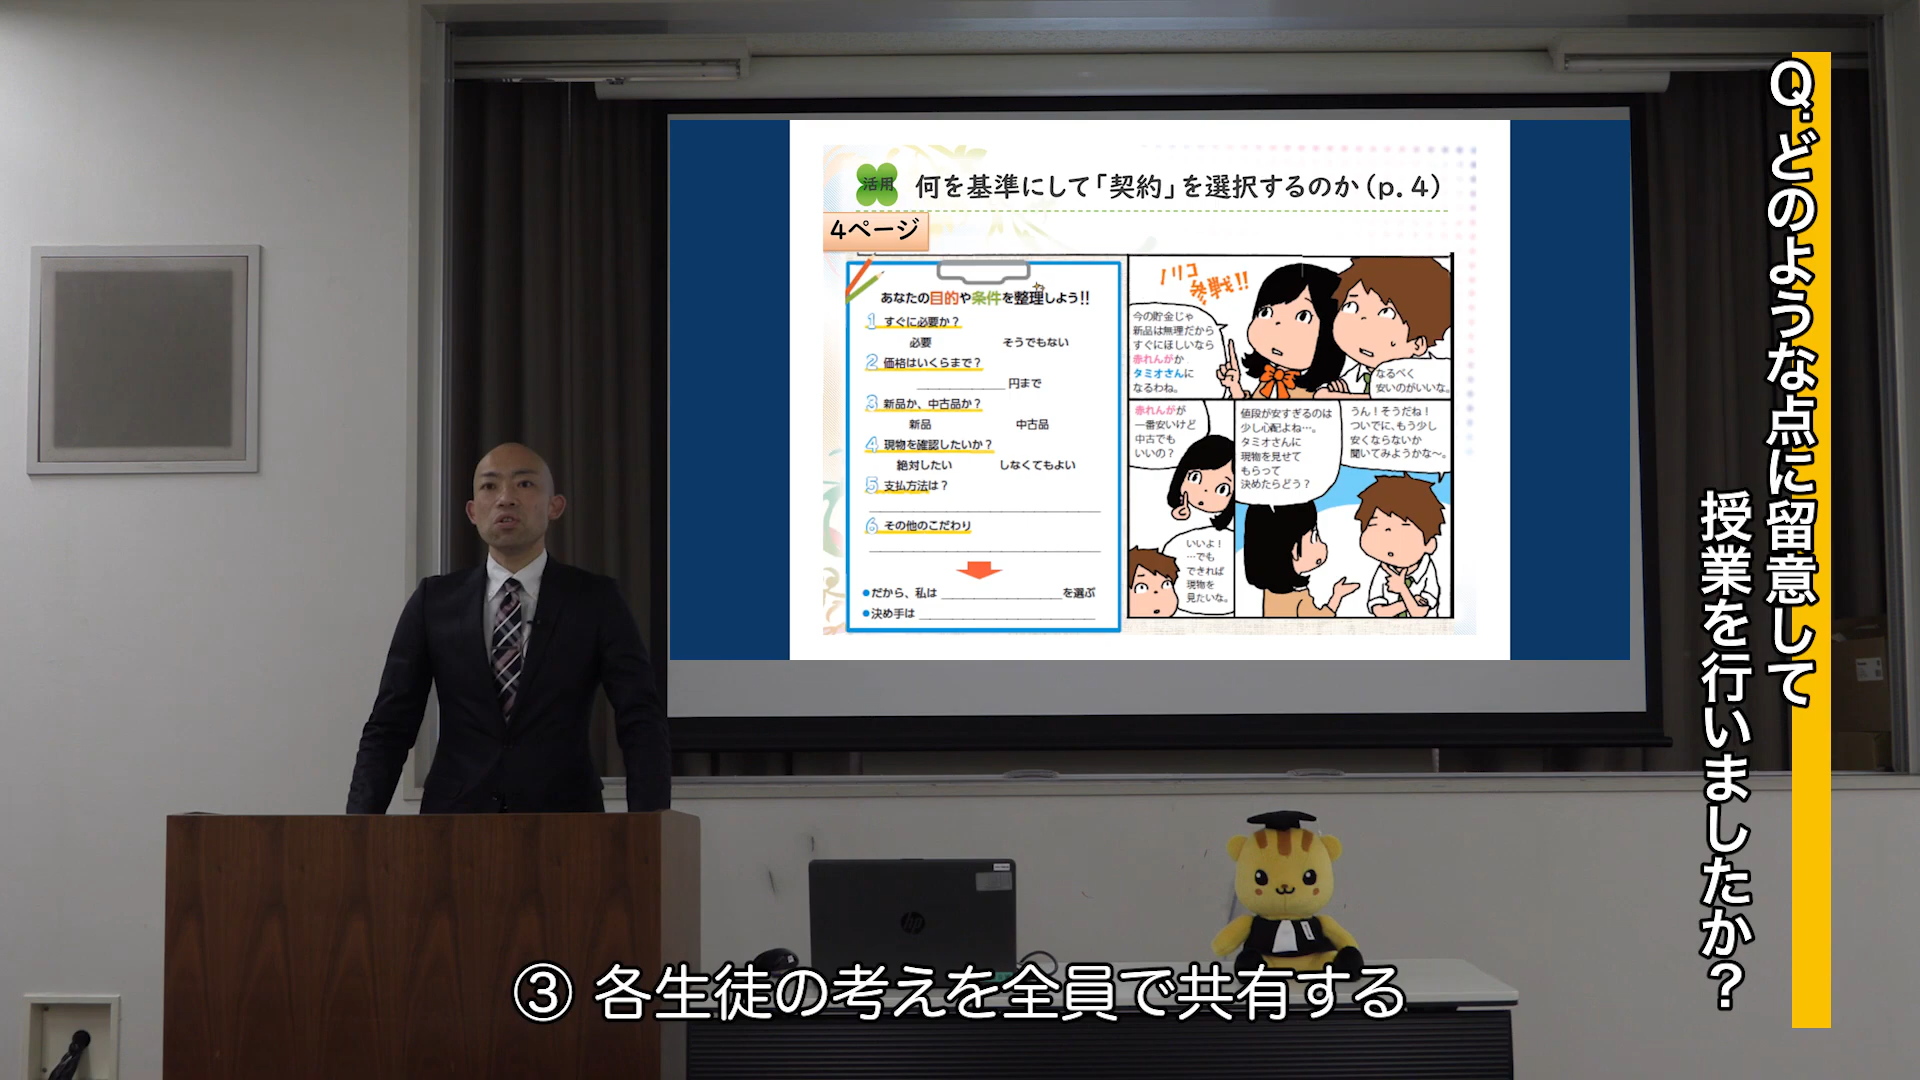 Q.どのような点に留意して
授業を行いましたか?
活用
何を基準にして「契約」を選択するのか(p.4)
4ページ
あなたの目的や条件を整理しよう!!
1 すぐに必要か?
必要 そうでもない
2 価格はいくらまで?
円まで
3 新品か、中古品か?
新品 中古品
4 現物を確認したいか?
絶対したい しなくてもよい
5 支払方法は?
6 その他のこだわり
●だから、私は を選ぶ
●決め手は
ノリコ
参戦!!
今の貯金じゃ
新品は無理だから
すぐにほしいなら
赤れんがか
タミオさんに
なるわね。
なるべく
安いのがいいな。
赤れんがが
一番安いけど
中古でも
いいの?
いいよ!
…でも
できれば
現物を
見たいな。
値段が安すぎるのは
少し心配よね…。
タミオさんに
現物を見せて
もらって
決めたらどう?
うん!そうだね!
ついでに、もう少し
安くならないか
聞いてみようかな〜。
hp
③ 各生徒の考えを全員で共有する